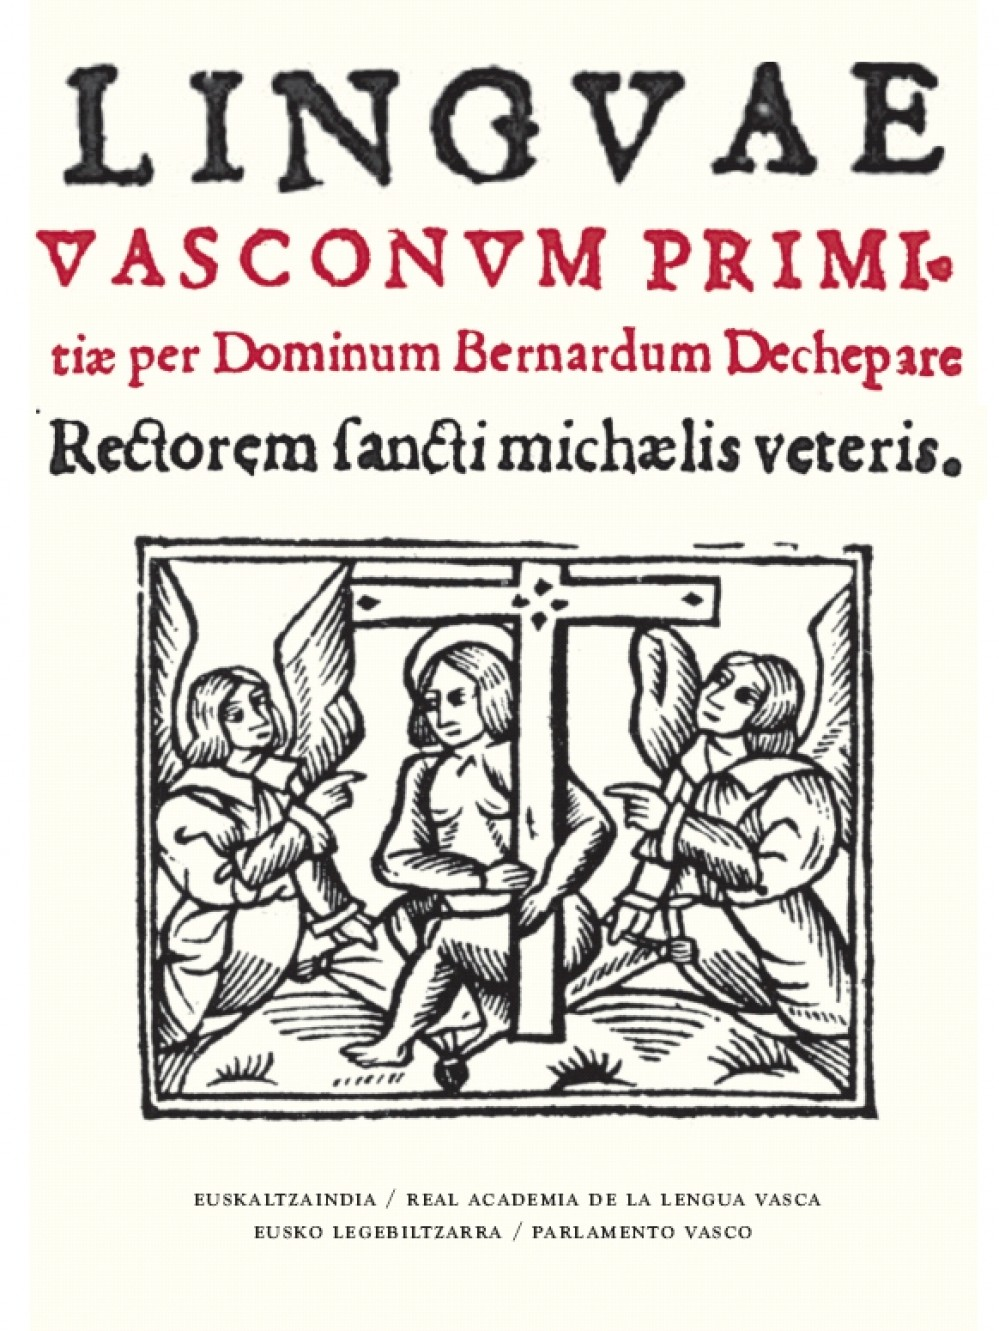 LINGVAE
VASCONVM PRIMI-
tiæ per Dominum Bernardum Dechepare
Rectorem ſancti michælis veteris.
EUSKALTZAINDIA / REAL ACADEMIA DE LA LENGUA VASCA
EUSKO LEGEBILTZARRA / PARLAMENTO VASCO